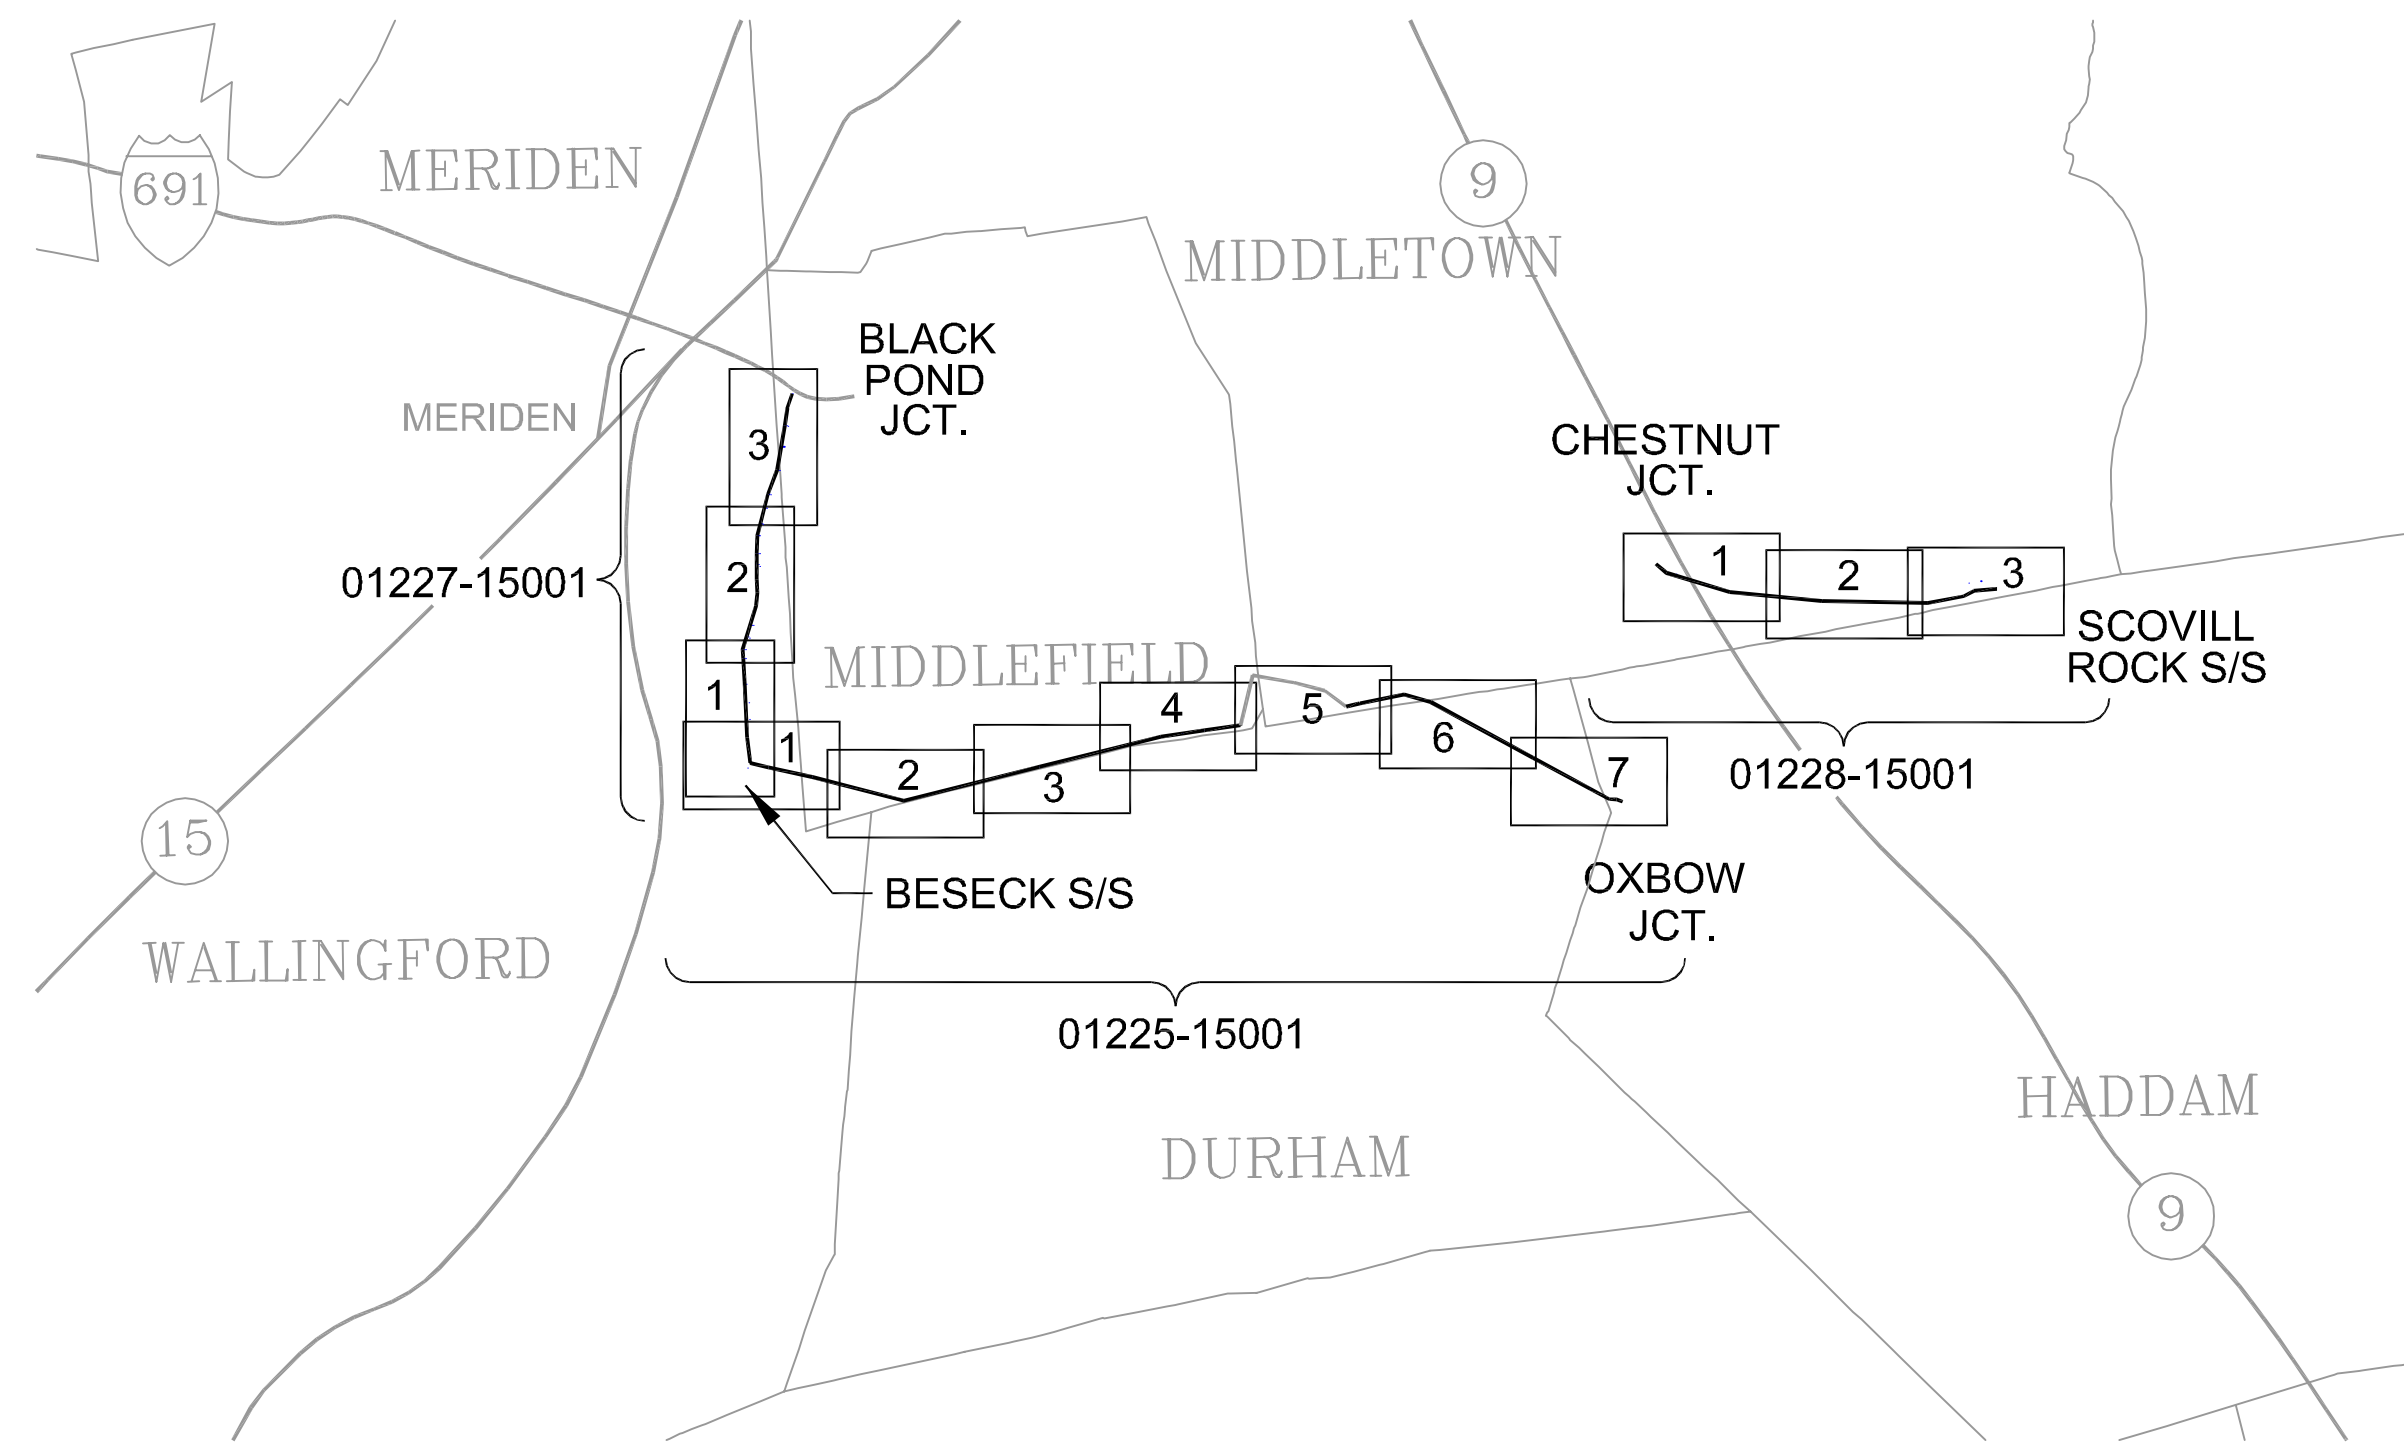 MERIDEN
691
9
MIDDLETOWN
BLACK
POND
JCT.
MERIDEN
3
CHESTNUT
JCT.
01227-15001
2
1
2
3
SCOVILL
ROCK S/S
MIDDLEFIELD
1
1
2
3
4
5
6
7
01228-15001
15
BESECK S/S
OXBOW
JCT.
WALLINGFORD
01225-15001
HADDAM
DURHAM
9